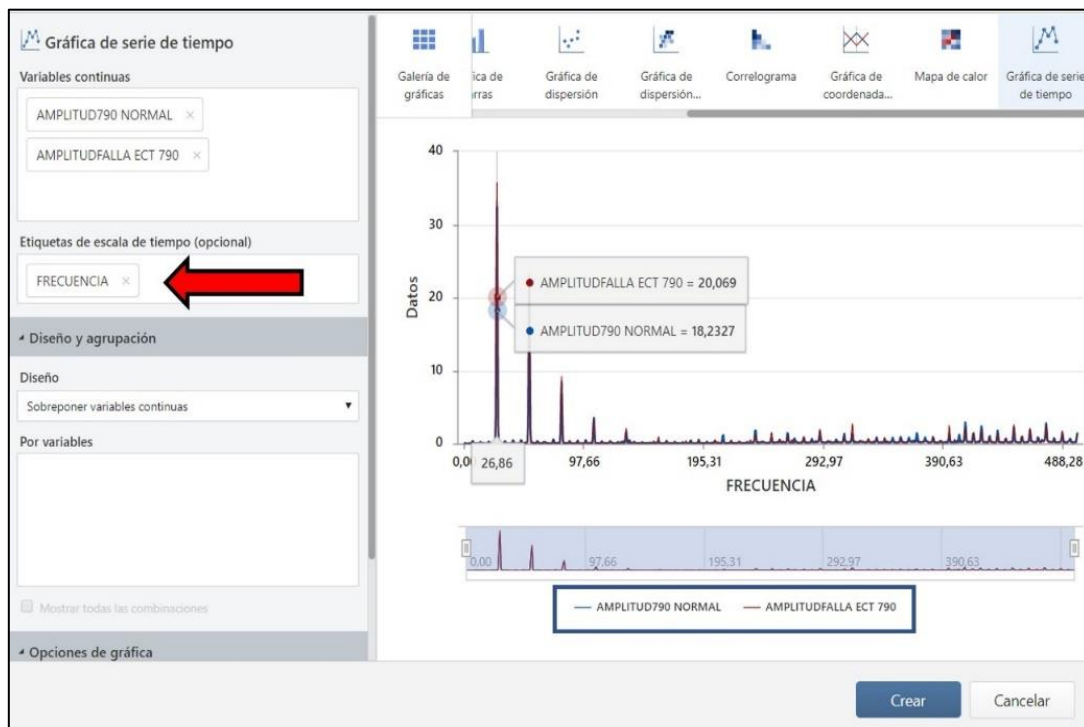 Gráfica de serie de tiempo
Variables continuas
AMPLITUD790 NORMAL ×
AMPLITUDFALLA ECT 790 ×
Etiquetas de escala de tiempo (opcional)
FRECUENCIA ×
Diseño y agrupación
Diseño
Sobreponer variables continuas
Por variables
Mostrar todas las combinaciones
Opciones de gráfica
Galería de
gráficas
ica de
rras
Gráfica de
dispersión
Gráfica de
dispersión...
Correlograma
Gráfica de
coordenada...
Mapa de calor
Gráfica de serie
de tiempo
40
30
20
10
0
Datos
AMPLITUDFALLA ECT 790 = 20,069
AMPLITUD790 NORMAL = 18,2327
0,0
26,86
97,66
195,31
292,97
390,63
488,28
FRECUENCIA
0,00
97,66
195,31
292,97
390,63
AMPLITUD790 NORMAL
AMPLITUDFALLA ECT 790
Crear
Cancelar